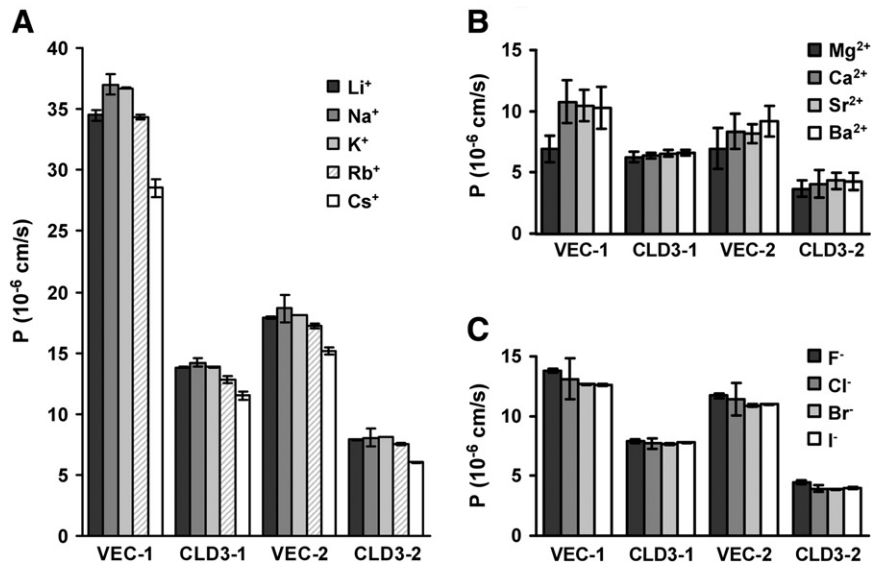 A
P (10⁻⁶ cm/s)
40
35
30
25
20
15
10
5
0
Li⁺
Na⁺
K⁺
Rb⁺
Cs⁺
VEC-1 CLD3-1 VEC-2 CLD3-2
B
P (10⁻⁶ cm/s)
15
10
5
0
Mg²⁺
Ca²⁺
Sr²⁺
Ba²⁺
VEC-1 CLD3-1 VEC-2 CLD3-2
C
P (10⁻⁶ cm/s)
15
10
5
0
F⁻
Cl⁻
Br⁻
I⁻
VEC-1 CLD3-1 VEC-2 CLD3-2